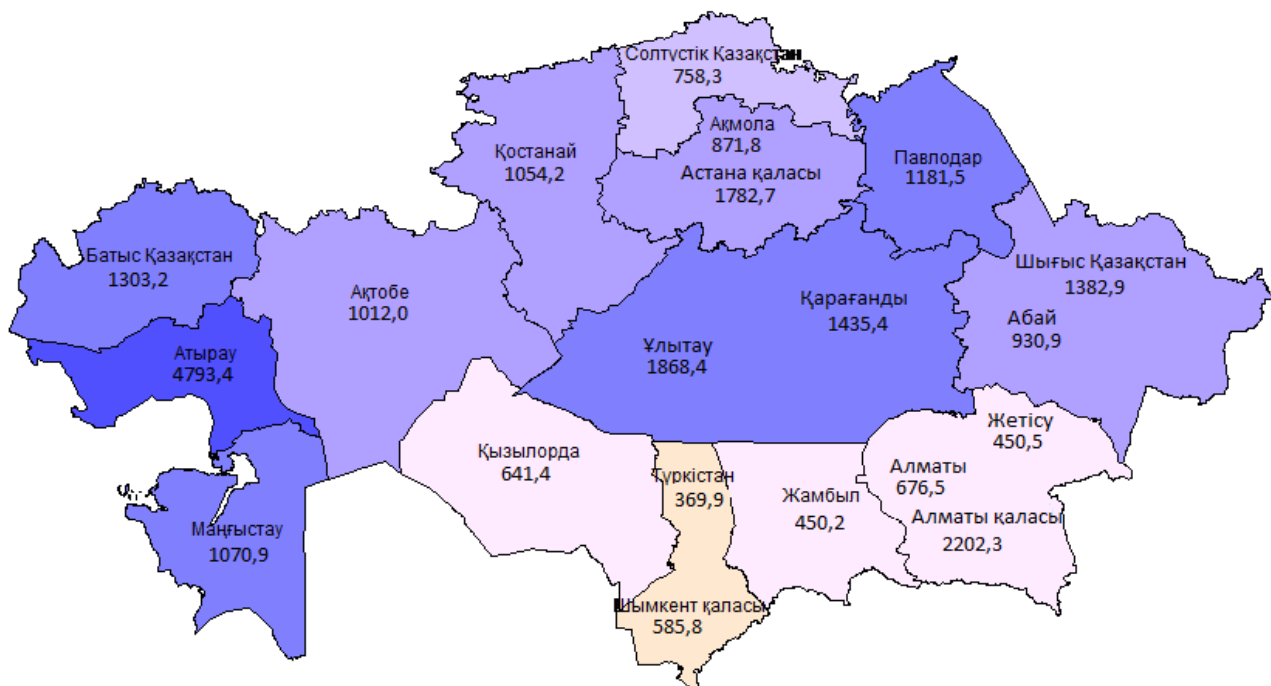 Солтүстік Қазақстан
758,3
Ақмола
871,8
Астана қаласы
1782,7
Қостанай
1054,2
Павлодар
1181,5
Батыс Қазақстан
1303,2
Ақтобе
1012,0
Шығыс Қазақстан
1382,9
Абай
930,9
Қарағанды
1435,4
Ұлытау
1868,4
Атырау
4793,4
Жетісу
450,5
Қызылорда
641,4
Түркістан
369,9
Жамбыл
450,2
Алматы
676,5
Алматы қаласы
2202,3
Маңғыстау
1070,9
Шымкент қаласы
585,8